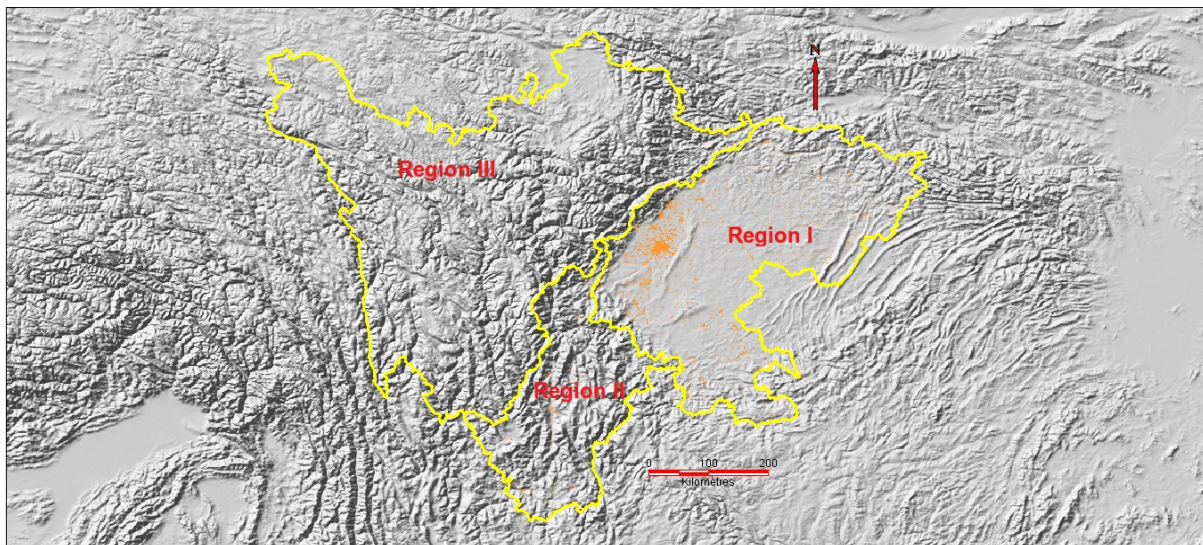 N
Region III
Region I
Region II
0 100 200
Kilometres